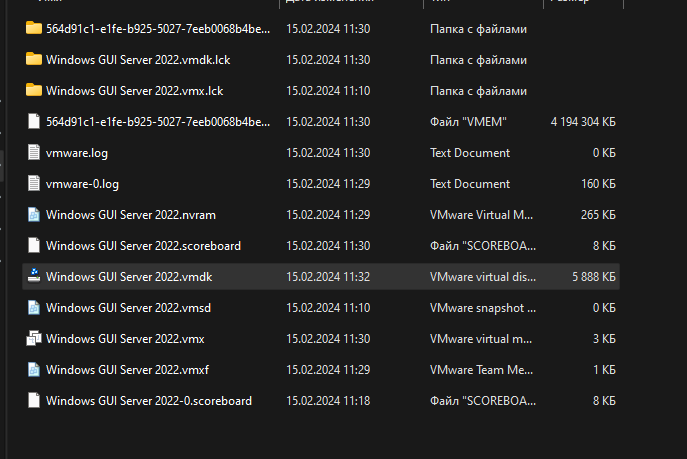 564d91c1-e1fe-b925-5027-7eeb0068b4be... 15.02.2024 11:30 Папка с файлами
Windows GUI Server 2022.vmdk.lck 15.02.2024 11:30 Папка с файлами
Windows GUI Server 2022.vmx.lck 15.02.2024 11:10 Папка с файлами
564d91c1-e1fe-b925-5027-7eeb0068b4be... 15.02.2024 11:30 Файл "VMEM" 4 194 304 КБ
vmware.log 15.02.2024 11:30 Text Document 0 КБ
vmware-0.log 15.02.2024 11:29 Text Document 160 КБ
Windows GUI Server 2022.nvram 15.02.2024 11:29 VMware Virtual M... 265 КБ
Windows GUI Server 2022.scoreboard 15.02.2024 11:30 Файл "SCOREBOA... 8 КБ
Windows GUI Server 2022.vmdk 15.02.2024 11:32 VMware virtual dis... 5 888 КБ
Windows GUI Server 2022.vmsd 15.02.2024 11:10 VMware snapshot ... 0 КБ
Windows GUI Server 2022.vmx 15.02.2024 11:30 VMware virtual m... 3 КБ
Windows GUI Server 2022.vmxf 15.02.2024 11:29 VMware Team Me... 1 КБ
Windows GUI Server 2022-0.scoreboard 15.02.2024 11:18 Файл "SCOREBOA... 8 КБ